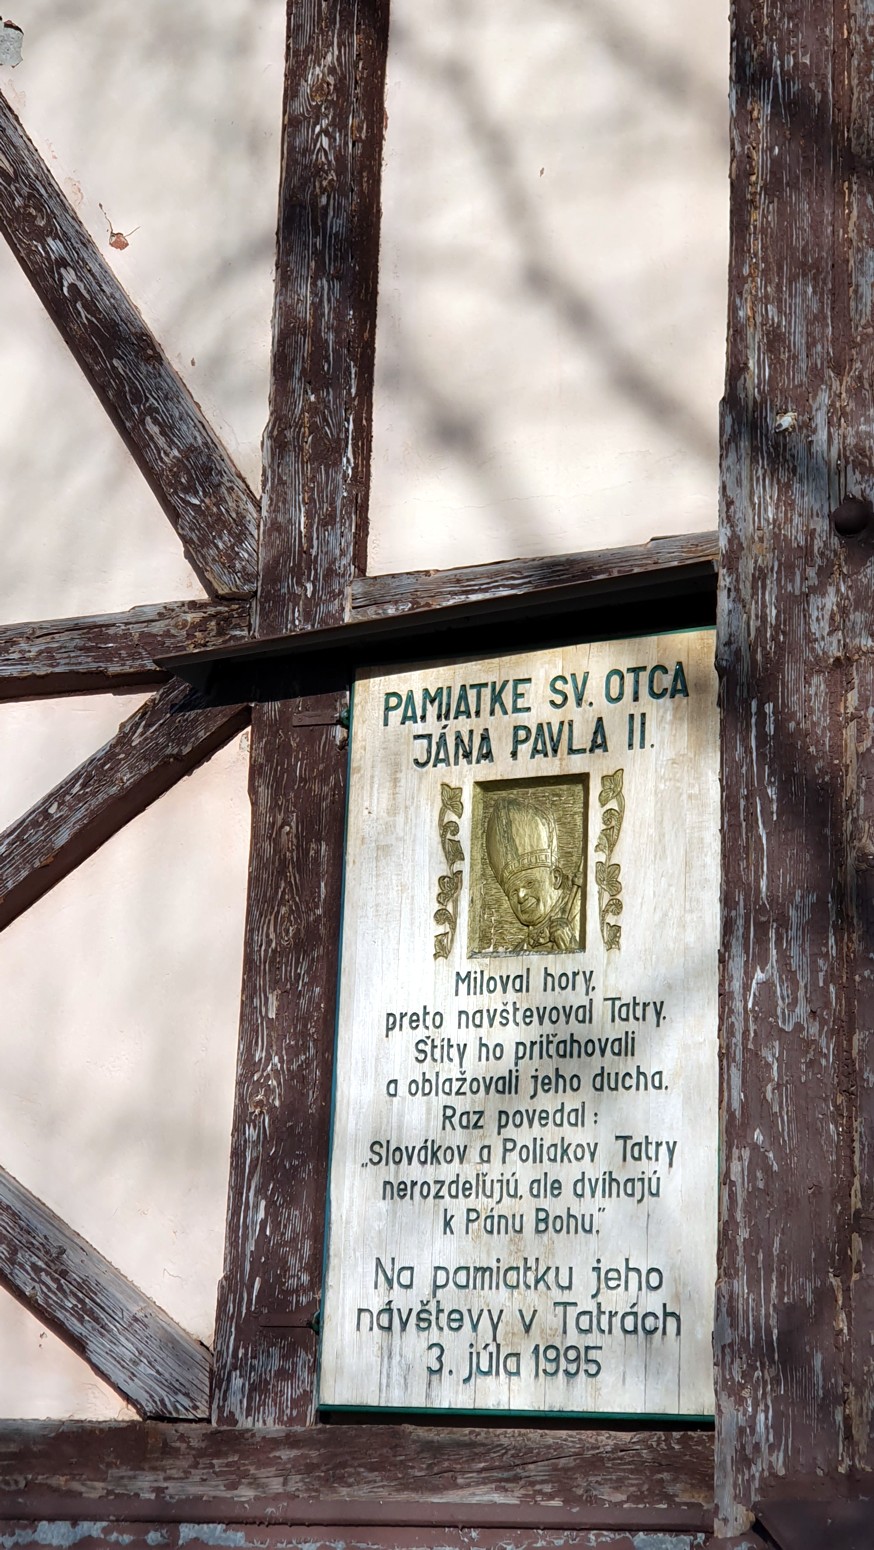 PAMIATKE SV. OTCA
JÁNA PAVLA II.
Miloval hory,
preto navštevoval Tatry.
Štíty ho priťahovali
a oblažovali jeho ducha.
Raz povedal:
„Slovákov a Poliakov Tatry
nerozdeľujú, ale dvíhajú
k Pánu Bohu."
Na pamiatku jeho
návštevy v Tatrách
3. júla 1995